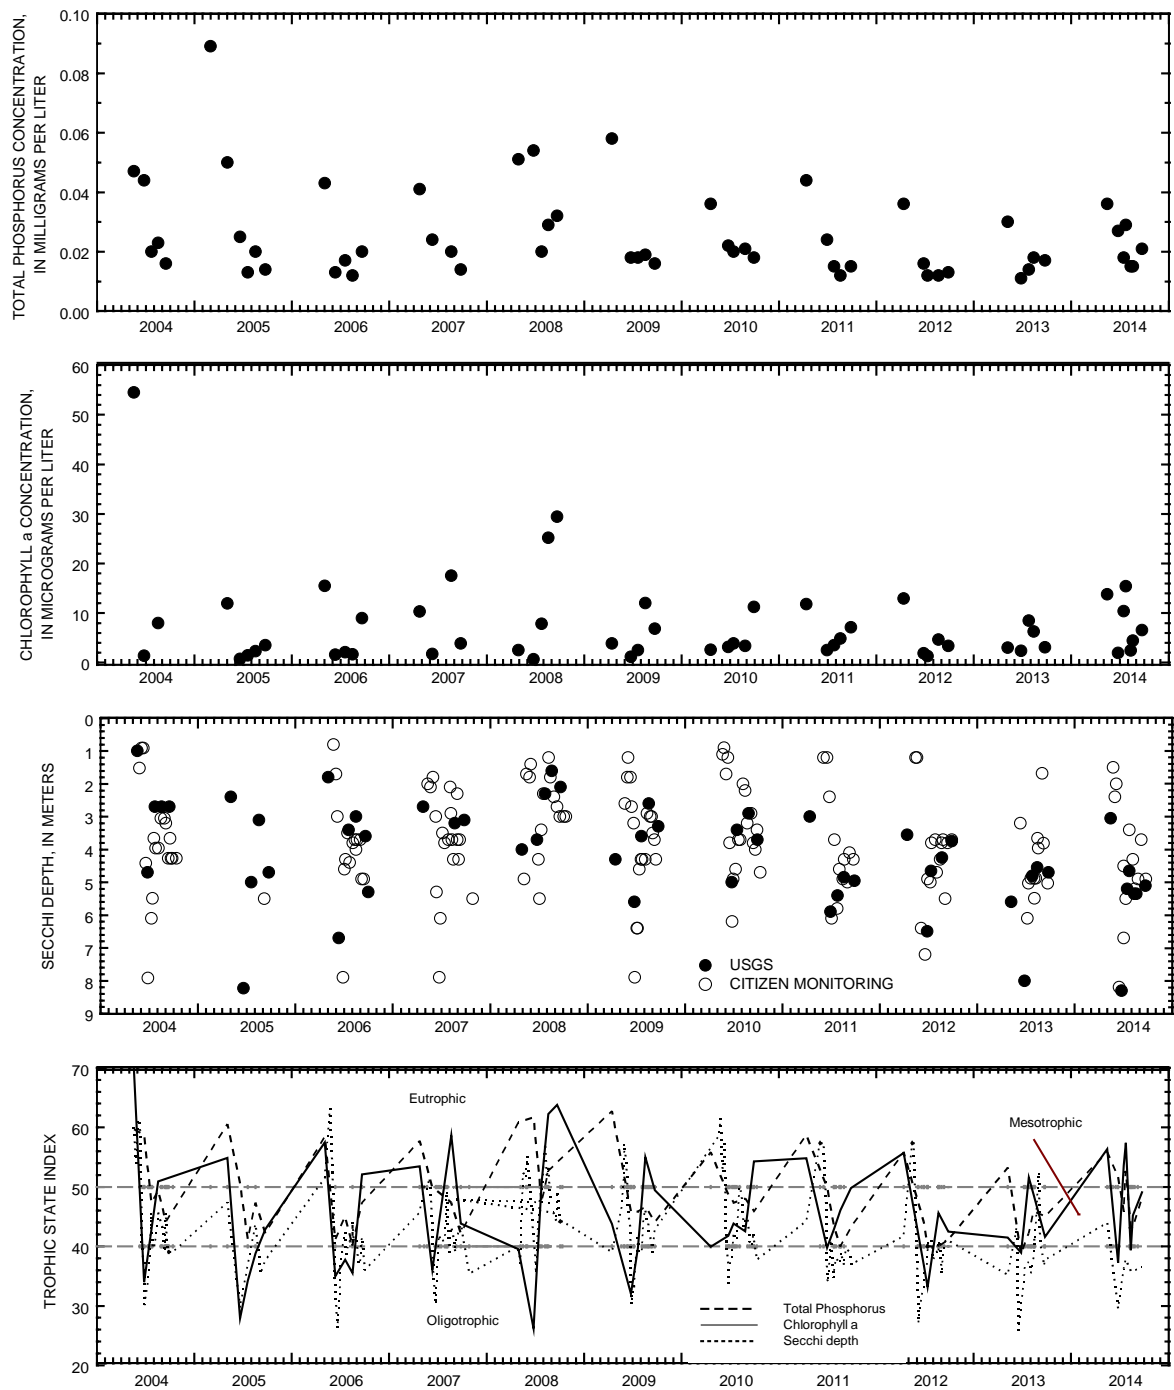 TOTAL PHOSPHORUS CONCENTRATION,
IN MILLIGRAMS PER LITER
0.10
0.08
0.06
0.04
0.02
0.00
2004 2005 2006 2007 2008 2009 2010 2011 2012 2013 2014
CHLOROPHYLL a CONCENTRATION,
IN MICROGRAMS PER LITER
60
50
40
30
20
10
0
2004 2005 2006 2007 2008 2009 2010 2011 2012 2013 2014
SECCHI DEPTH, IN METERS
0
1
2
3
4
5
6
7
8
9
USGS
CITIZEN MONITORING
2004 2005 2006 2007 2008 2009 2010 2011 2012 2013 2014
TROPHIC STATE INDEX
70
60
50
40
30
20
Eutrophic
Mesotrophic
Oligotrophic
Total Phosphorus
Chlorophyll a
Secchi depth
2004 2005 2006 2007 2008 2009 2010 2011 2012 2013 2014